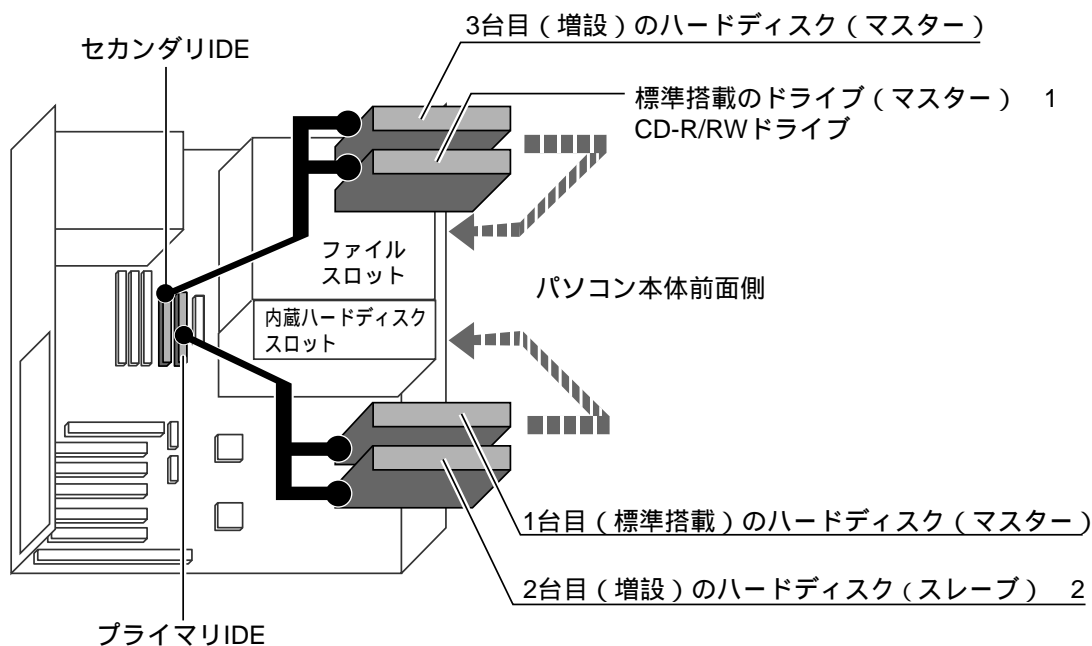 3台目（増設）のハードディスク（マスター）
セカンダリIDE
標準搭載のドライブ（マスター） 1
CD-R/RWドライブ
ファイル
スロット
パソコン本体前面側
内蔵ハードディスク
スロット
1台目（標準搭載）のハードディスク（マスター）
2台目（増設）のハードディスク（スレーブ） 2
プライマリIDE